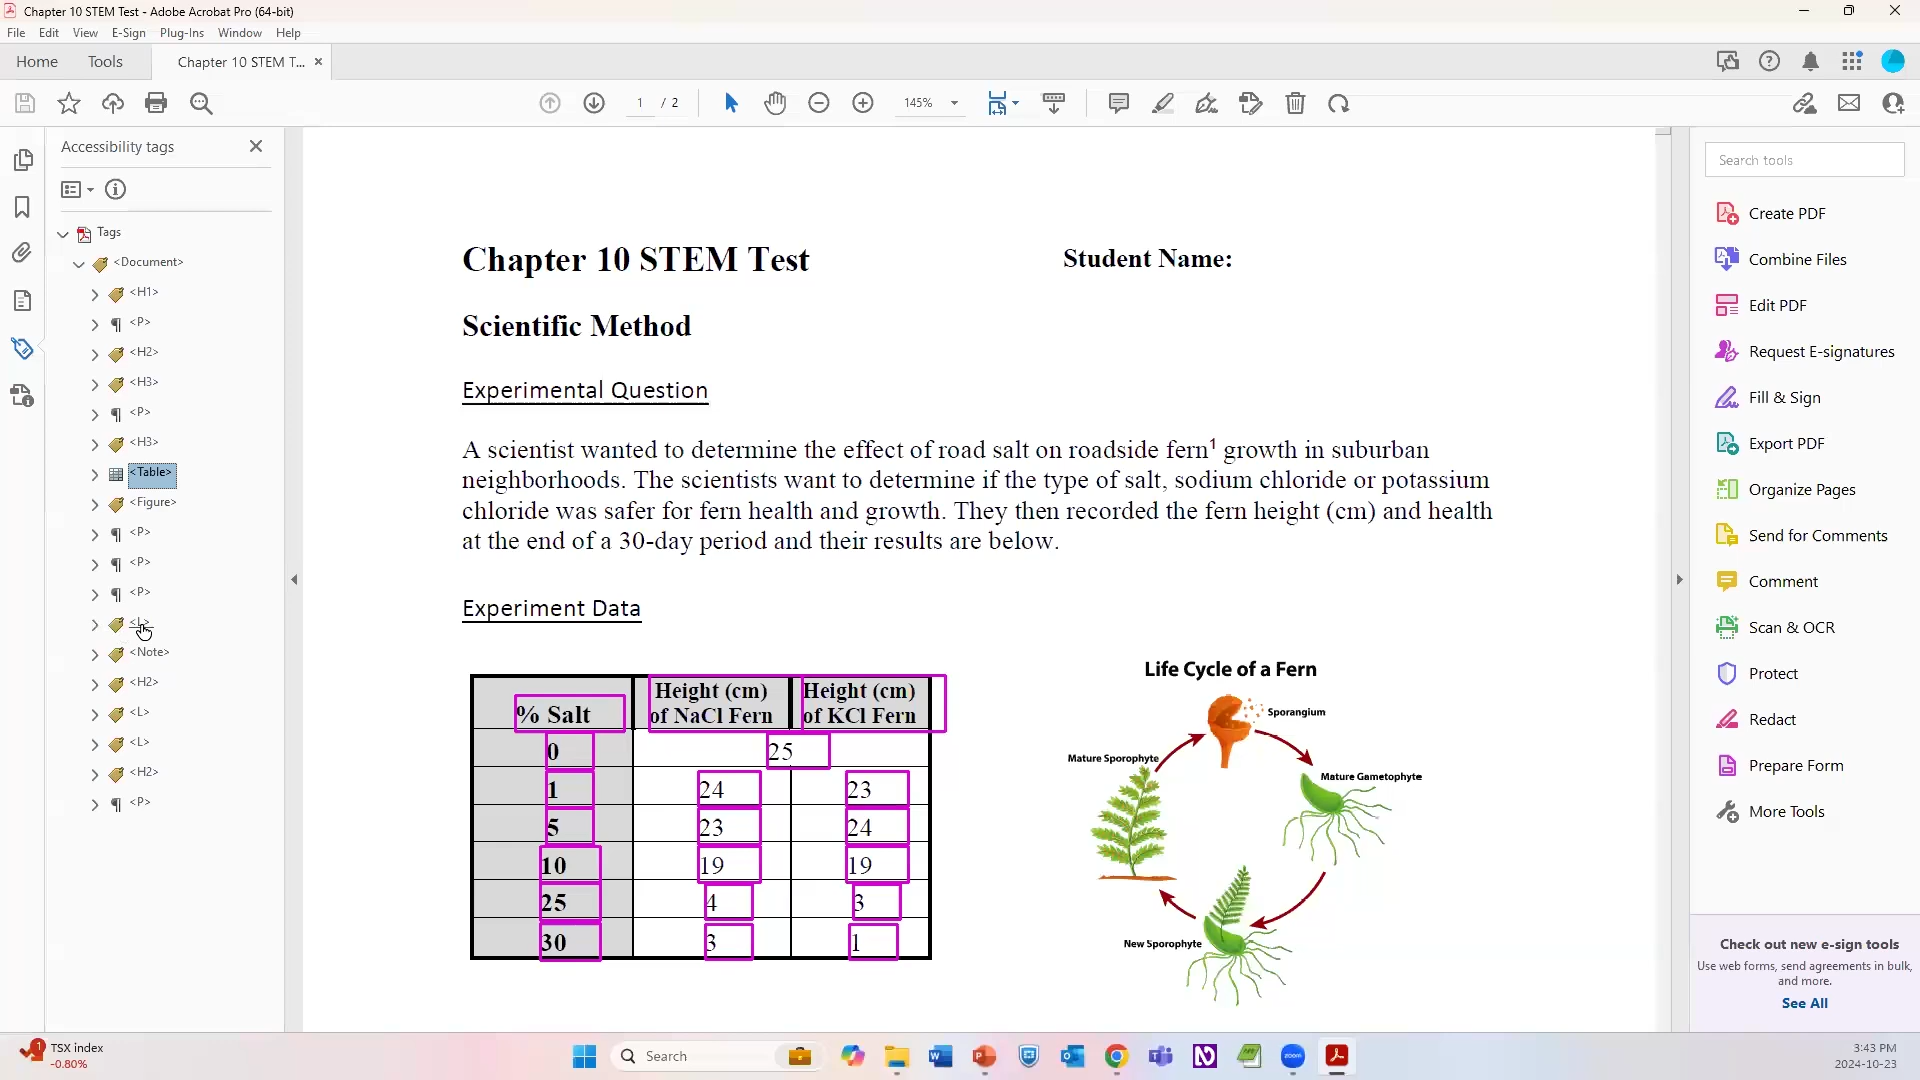 Chapter 10 STEM Test - Adobe Acrobat Pro (64-bit)
File Edit View E-Sign Plug-Ins Window Help
Home Tools Chapter 10 STEM T...
1 / 2 145%
Accessibility tags
Tags
<Document>
<H1>
<P>
<H2>
<H3>
<P>
<H3>
<Table>
<Figure>
<P>
<P>
<P>
<L>
<Note>
<H2>
<L>
<L>
<H2>
<P>
Chapter 10 STEM Test Student Name:
Scientific Method
Experimental Question
A scientist wanted to determine the effect of road salt on roadside fern¹ growth in suburban
neighborhoods. The scientists want to determine if the type of salt, sodium chloride or potassium
chloride was safer for fern health and growth. They then recorded the fern height (cm) and health
at the end of a 30-day period and their results are below.
Experiment Data
% Salt Height (cm) of NaCl Fern Height (cm) of KCl Fern
0 25
1 24 23
5 23 24
10 19 19
25 4 3
30 3 1
Life Cycle of a Fern
Sporangium
Mature Sporophyte
Mature Gametophyte
New Sporophyte
Search tools
Create PDF
Combine Files
Edit PDF
Request E-signatures
Fill & Sign
Export PDF
Organize Pages
Send for Comments
Comment
Scan & OCR
Protect
Redact
Prepare Form
More Tools
Check out new e-sign tools
Use web forms, send agreements in bulk,
and more.
See All
1 TSX index
-0.80%
Search
zoom
3:43 PM
2024-10-23